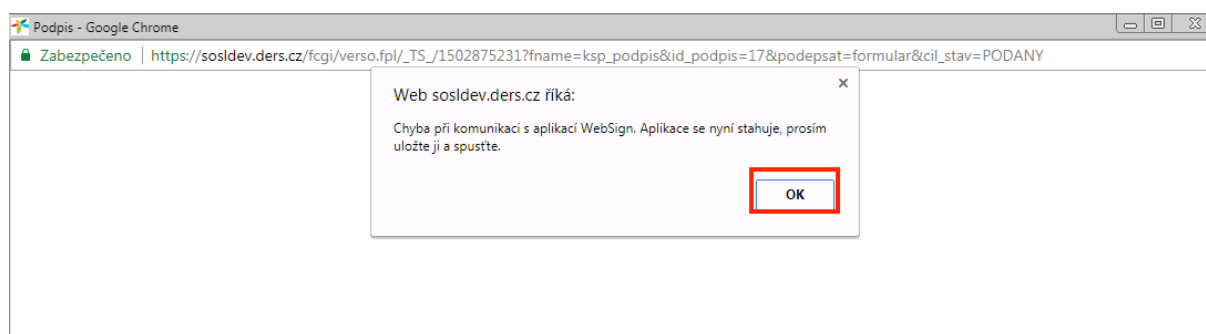 Podpis - Google Chrome
Zabezpečeno | https://sosldev.ders.cz/fcgi/verso.fpl/_TS_/1502875231?fname=ksp_podpis&id_podpis=17&podepsat=formular&cil_stav=PODANY
Web sosldev.ders.cz říká:
Chyba při komunikaci s aplikací WebSign. Aplikace se nyní stahuje, prosím
uložte ji a spusťte.
OK